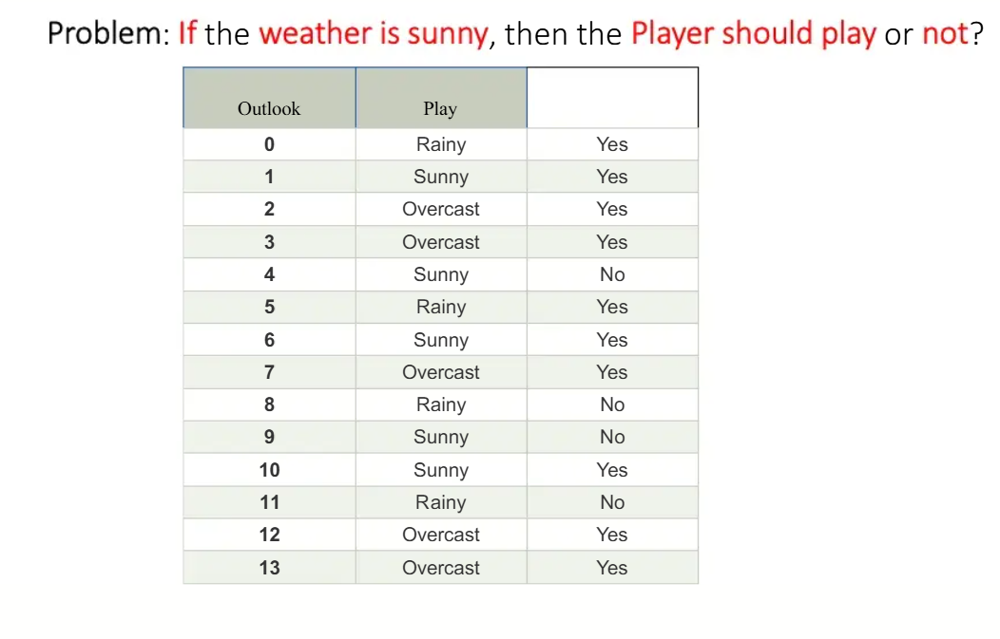 Problem: If the weather is sunny, then the Player should play or not?
Outlook Play
0 Rainy Yes
1 Sunny Yes
2 Overcast Yes
3 Overcast Yes
4 Sunny No
5 Rainy Yes
6 Sunny Yes
7 Overcast Yes
8 Rainy No
9 Sunny No
10 Sunny Yes
11 Rainy No
12 Overcast Yes
13 Overcast Yes